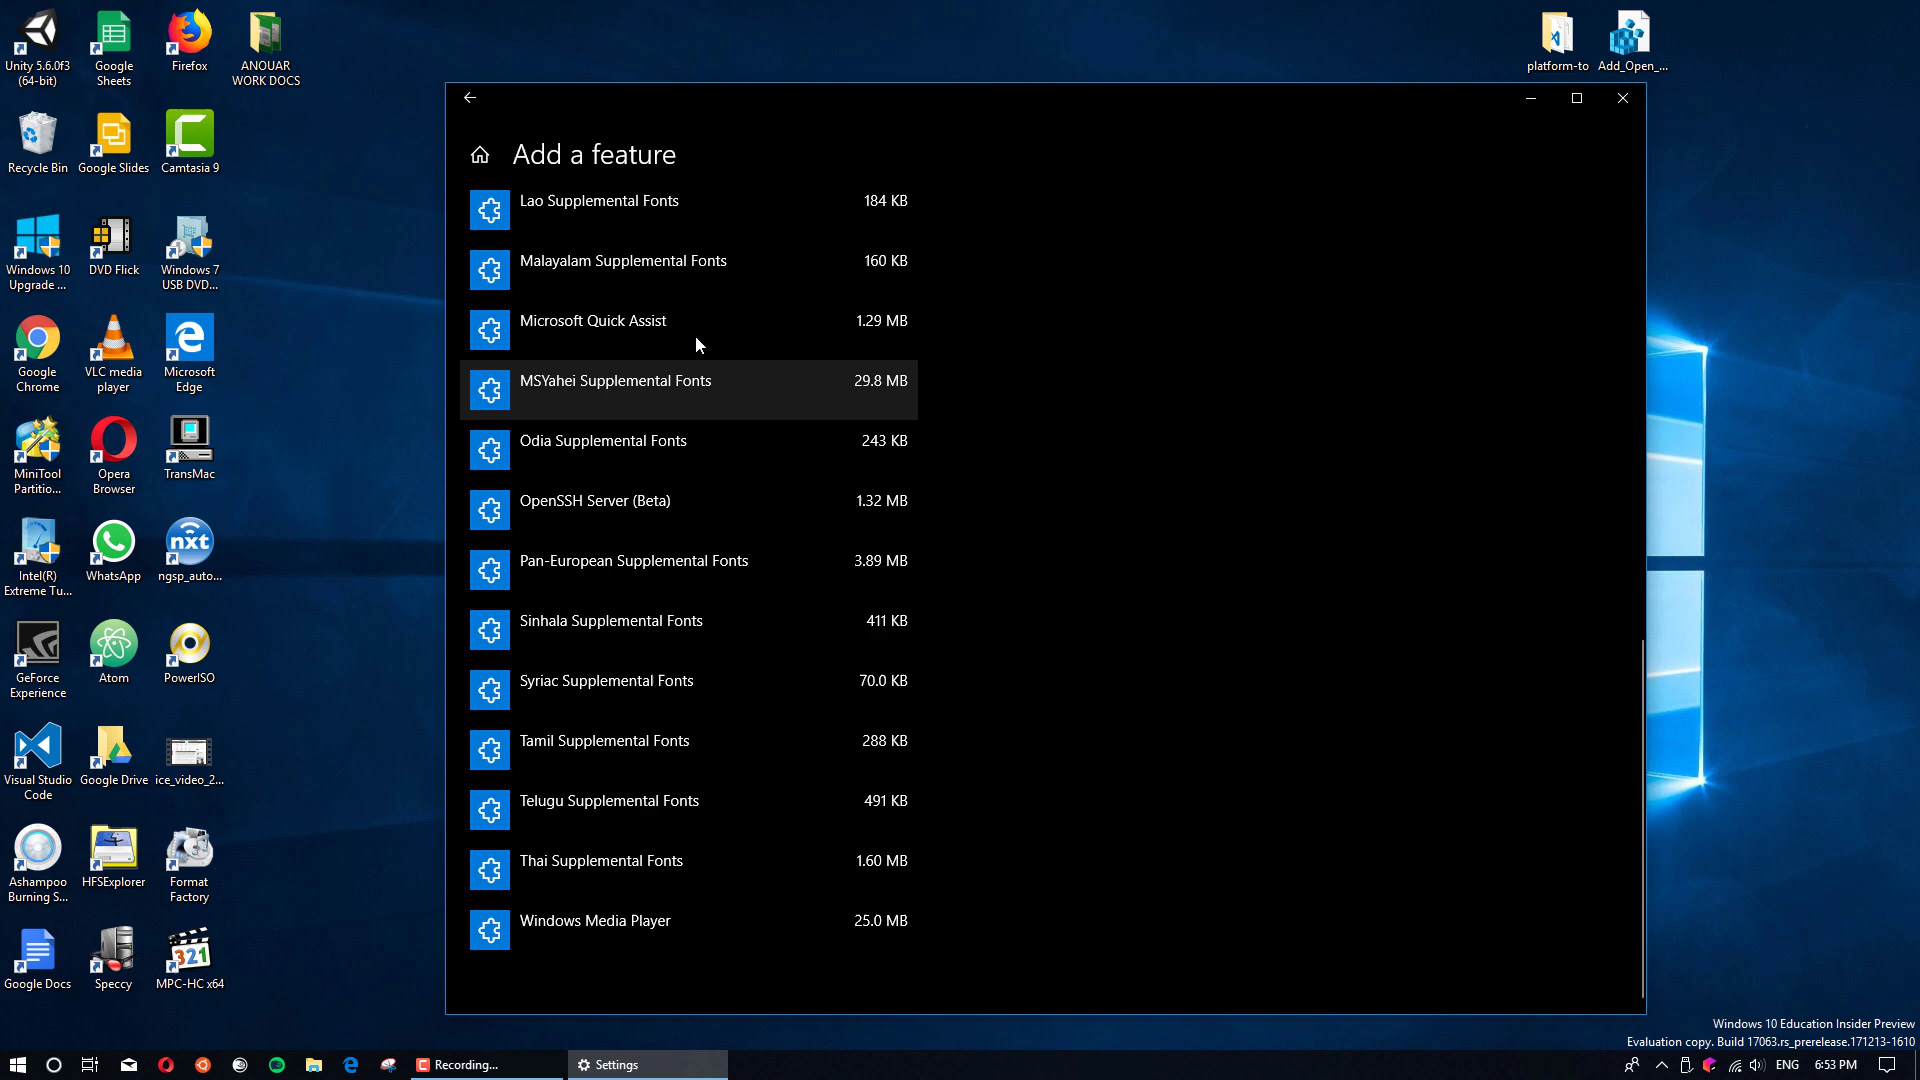 Unity 5.6.0f3
(64-bit)
Google
Sheets
Firefox
ANOUAR
WORK DOCS
platform-to
Add_Open_...
Recycle Bin
Google Slides
Camtasia 9
Windows 10
Upgrade ...
DVD Flick
Windows 7
USB DVD...
Google
Chrome
VLC media
player
Microsoft
Edge
MiniTool
Partitio...
Opera
Browser
TransMac
Intel(R)
Extreme Tu...
WhatsApp
nxt
ngsp_auto...
GeForce
Experience
Atom
PowerISO
Visual Studio
Code
Google Drive
ice_video_2...
Ashampoo
Burning S...
HFSExplorer
Format
Factory
Google Docs
Speccy
321
MPC-HC x64
Add a feature
Lao Supplemental Fonts 184 KB
Malayalam Supplemental Fonts 160 KB
Microsoft Quick Assist 1.29 MB
MSYahei Supplemental Fonts 29.8 MB
Odia Supplemental Fonts 243 KB
OpenSSH Server (Beta) 1.32 MB
Pan-European Supplemental Fonts 3.89 MB
Sinhala Supplemental Fonts 411 KB
Syriac Supplemental Fonts 70.0 KB
Tamil Supplemental Fonts 288 KB
Telugu Supplemental Fonts 491 KB
Thai Supplemental Fonts 1.60 MB
Windows Media Player 25.0 MB
Windows 10 Education Insider Preview
Evaluation copy. Build 17063.rs_prerelease.171213-1610
Recording...
Settings
ENG
6:53 PM